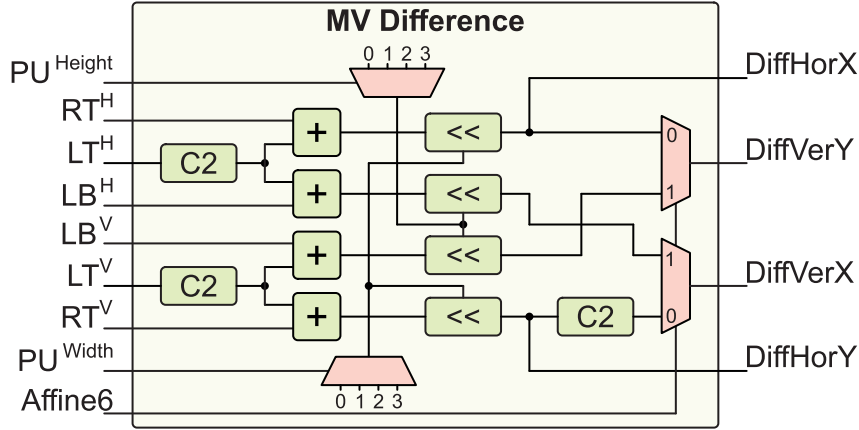 MV Difference
0 1 2 3
PU Height
RT H
LT H
LB H
LB V
LT V
RT V
PU Width
Affine6
C2
C2
+
+
+
+
<<
<<
<<
<<
C2
0
1
1
0
0 1 2 3
DiffHorX
DiffVerY
DiffVerX
DiffHorY